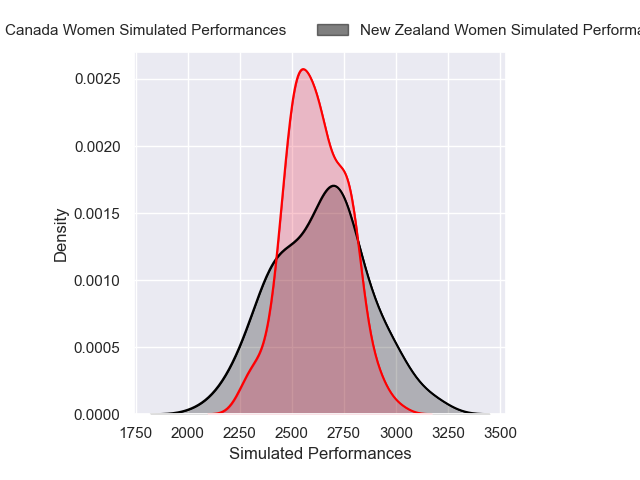 Canada Women Simulated Performances
New Zealand Women Simulated Performa
0.0025
0.0020
0.0015
0.0010
0.0005
0.0000
Density
1750 2000 2250 2500 2750 3000 3250 3500
Simulated Performances